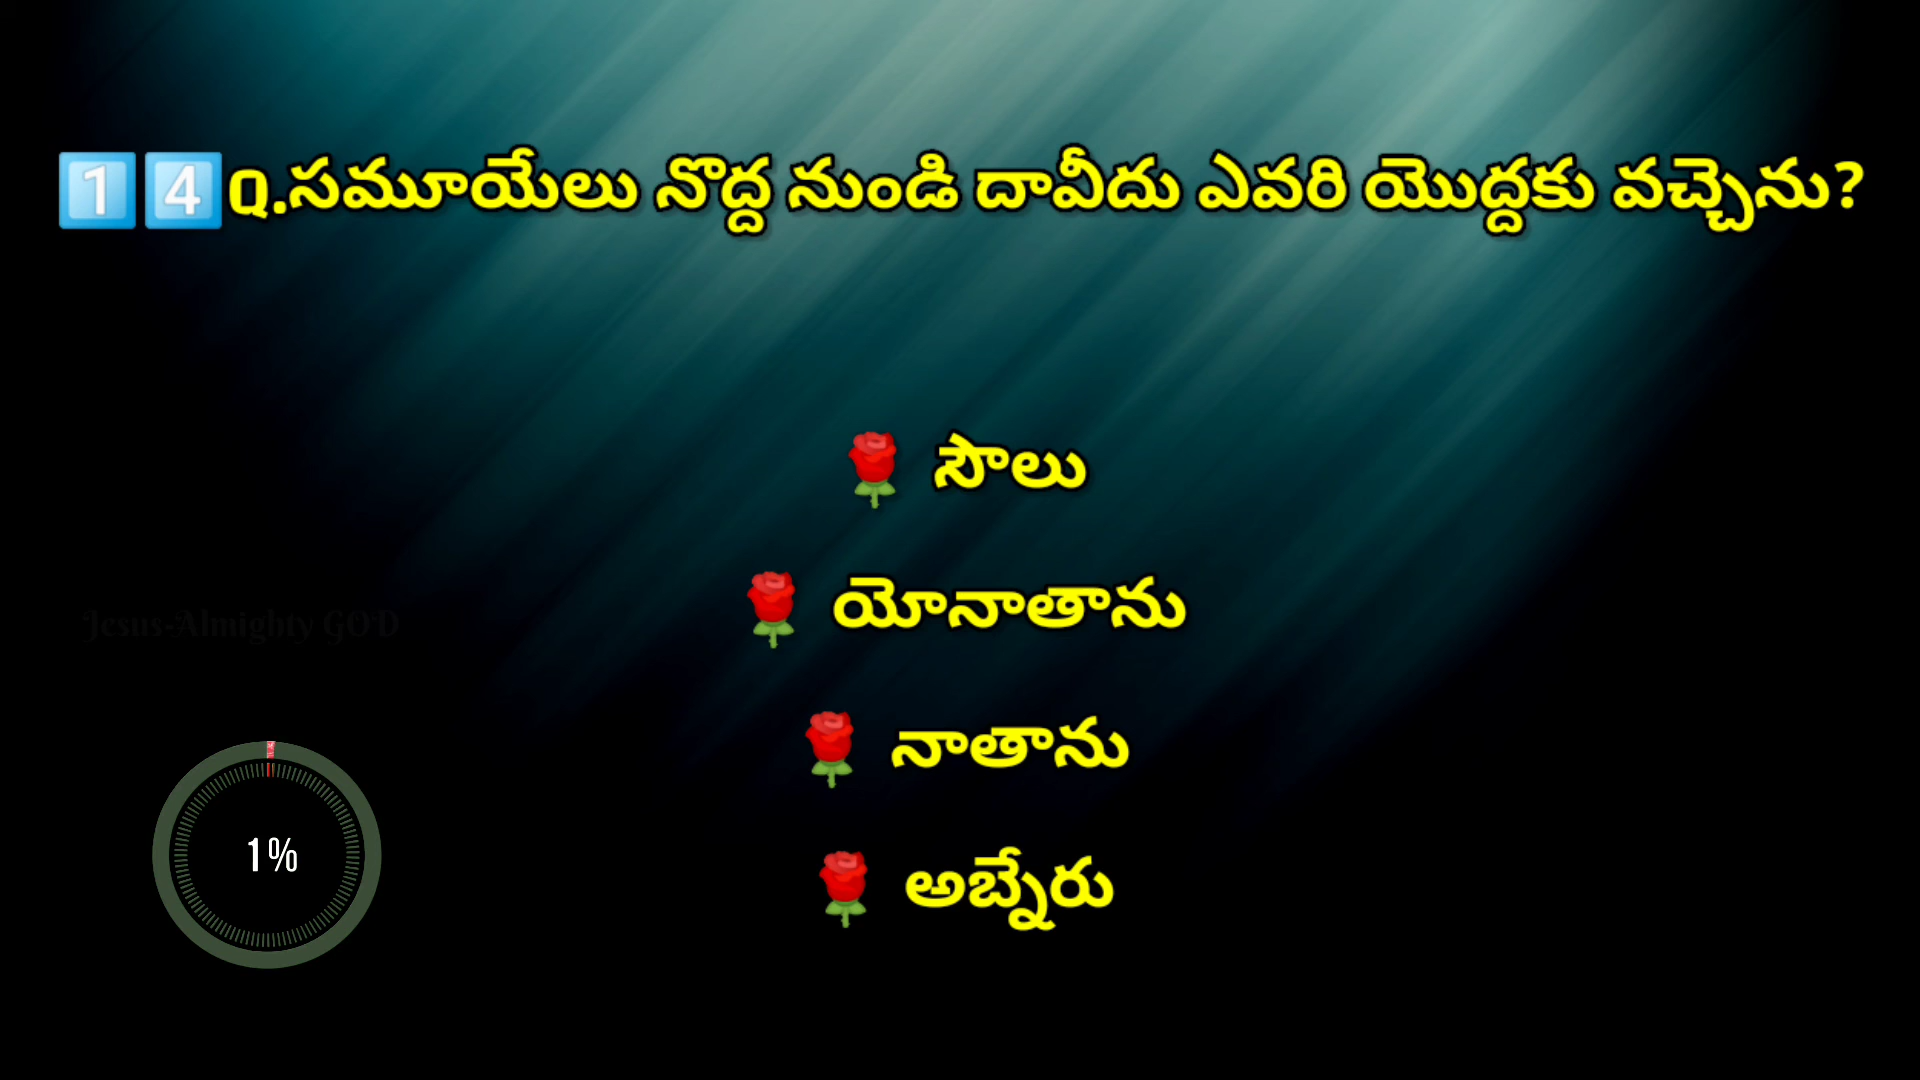 1️⃣4️⃣Q.సమూయేలు నొద్ద నుండి దావీదు ఎవరి యొద్దకు వచ్చెను?
🌹 సౌలు
🌹 యోనాతాను
Jesus-Almighty GOD
🌹 నాతాను
1%
🌹 అబ్నేరు